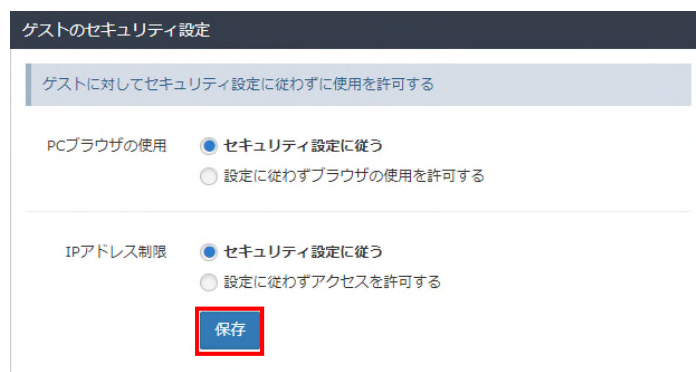 ゲストのセキュリティ設定
ゲストに対してセキュリティ設定に従わずに使用を許可する
PCブラウザの使用 セキュリティ設定に従う
設定に従わずブラウザの使用を許可する
IPアドレス制限 セキュリティ設定に従う
設定に従わずアクセスを許可する
保存